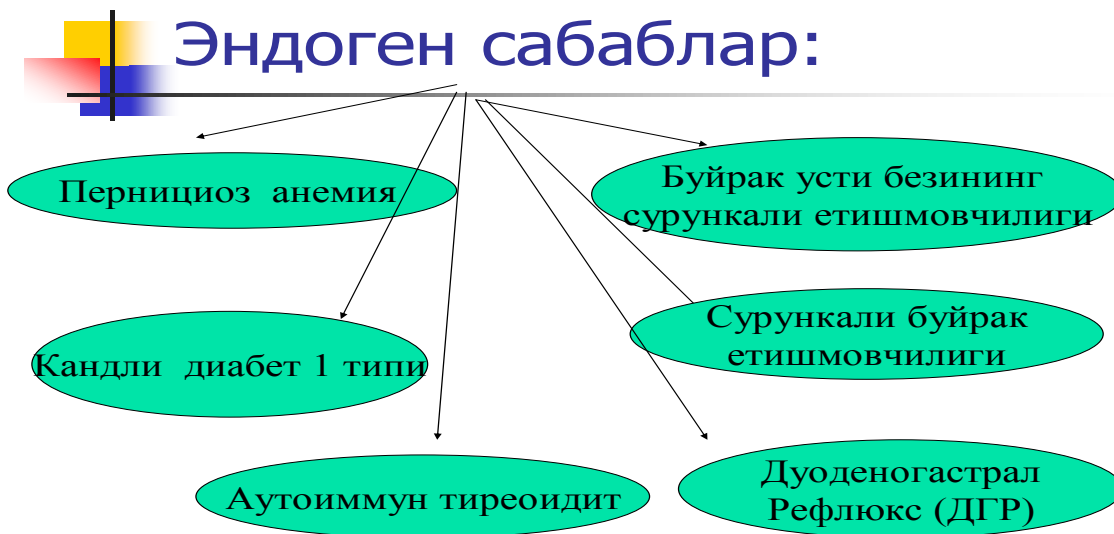 Эндоген сабаблар:
Пернициоз анемия
Буйрак усти безининг
сурункали етишмовчилиги
Кандли диабет 1 типи
Сурункали буйрак
етишмовчилиги
Аутоиммун тиреоидит
Дуоденогастрал
Рефлюкс (ДГР)